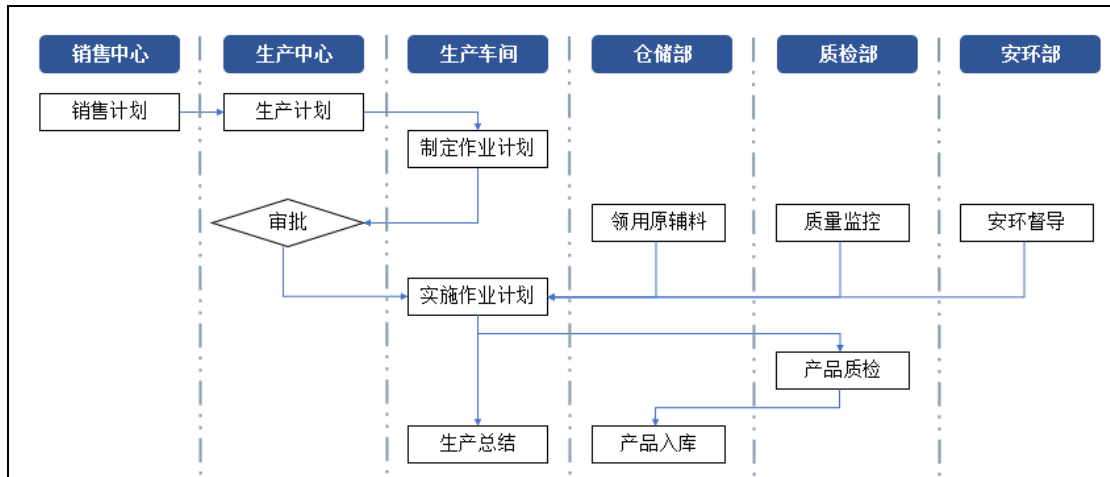 销售中心
生产中心
生产车间
仓储部
质检部
安环部
销售计划
生产计划
制定作业计划
审批
领用原辅料
质量监控
安环督导
实施作业计划
产品质检
生产总结
产品入库